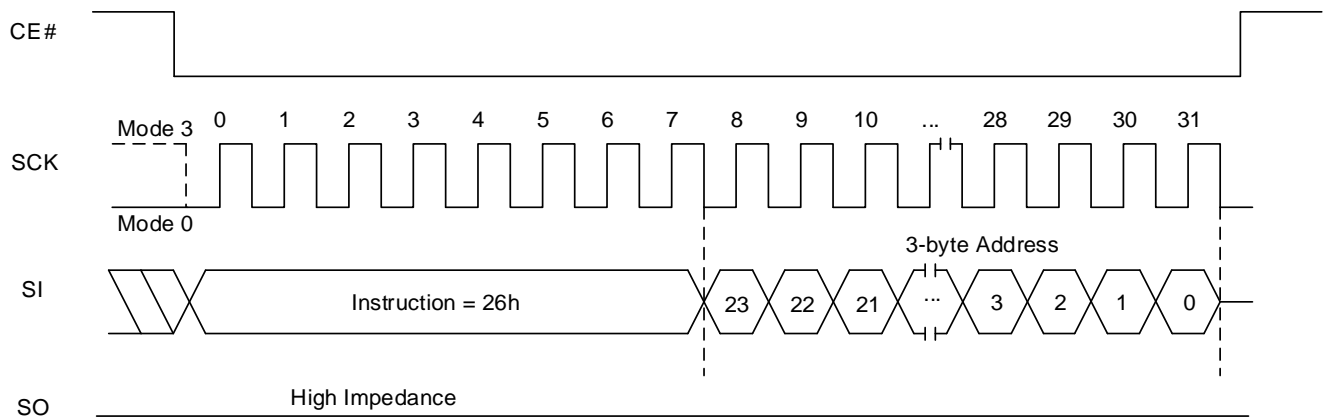 CE#
Mode 3 0 1 2 3 4 5 6 7 8 9 10 ... 28 29 30 31
SCK
Mode 0
3-byte Address
SI Instruction = 26h 23 22 21 ... 3 2 1 0
High Impedance
SO